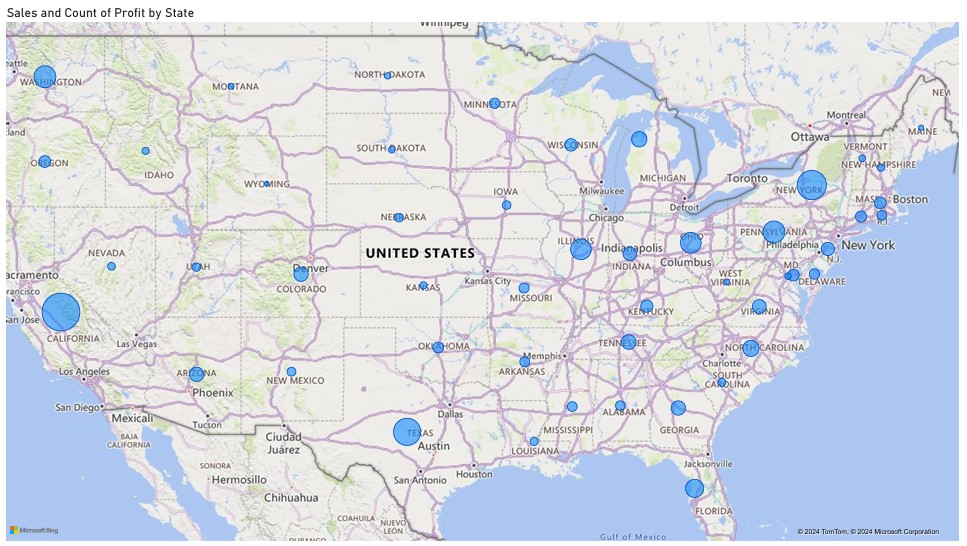 Sales and Count of Profit by State
Winnipeg
WASHINGTON
MONTANA
NORTH DAKOTA
MINNESOTA
Montreal
Ottawa
MAINE
VERMONT
NEW HAMPSHIRE
OREGON
IDAHO
SOUTH DAKOTA
WISCONSIN
MICHIGAN
Toronto
WYOMING
IOWA
Milwaukee
Detroit
NEW YORK
MASS
Boston
R.I.
NEBRASKA
Chicago
PENNSYLVANIA
Philadelphia
New York
N.J.
NEVADA
UTAH
Denver
COLORADO
UNITED STATES
KANSAS
Kansas City
ILLINOIS
Indianapolis
INDIANA
OHIO
Columbus
WEST
VIRGINIA
MD
DELAWARE
San Jose
CALIFORNIA
Las Vegas
MISSOURI
KENTUCKY
VIRGINIA
Los Angeles
ARIZONA
Phoenix
NEW MEXICO
OKLAHOMA
Memphis
ARKANSAS
TENNESSEE
Charlotte
NORTH CAROLINA
SOUTH
CAROLINA
San Diego
Mexicali
Tucson
BAJA
CALIFORNIA
Ciudad
Juárez
Dallas
TEXAS
Austin
MISSISSIPPI
ALABAMA
GEORGIA
LOUISIANA
SONORA
Hermosillo
Chihuahua
San Antonio
Houston
Jacksonville
FLORIDA
COAHUILA
NUEVO
LEÓN
Gulf of Mexico
Microsoft Bing
© 2024 TomTom, © 2024 Microsoft Corporation